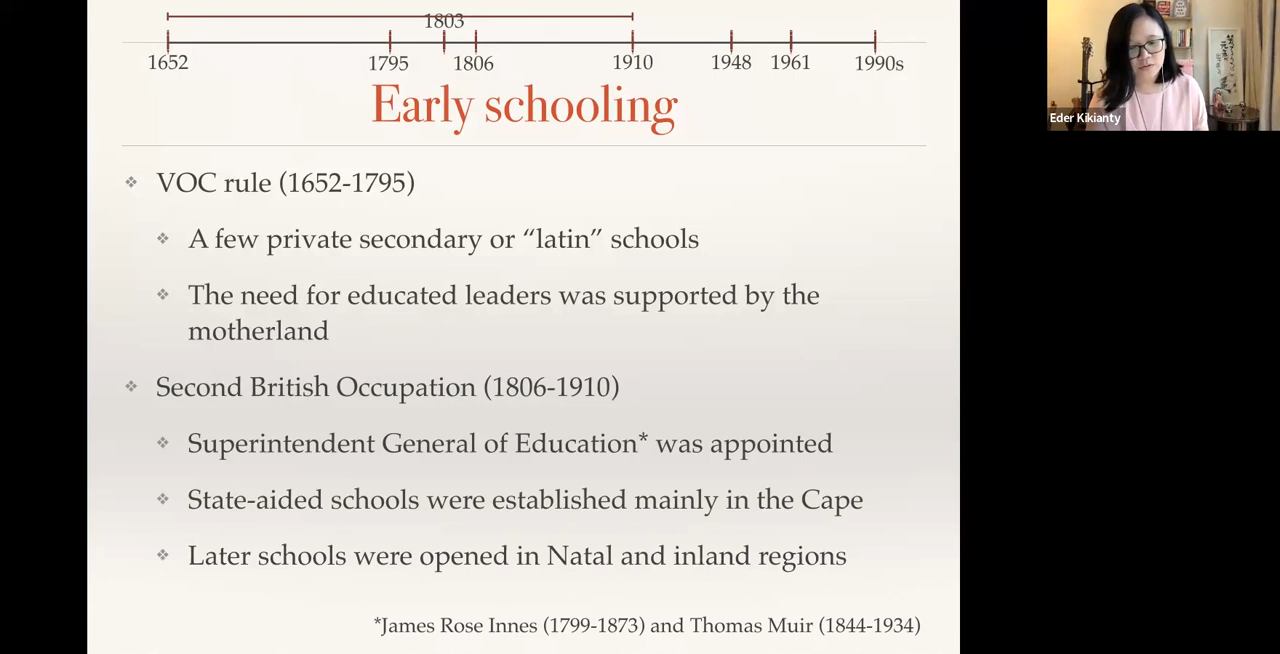 1803
1652 1795 1806 1910 1948 1961 1990s
Early schooling
VOC rule (1652-1795)
A few private secondary or “latin” schools
The need for educated leaders was supported by the
motherland
Second British Occupation (1806-1910)
Superintendent General of Education* was appointed
State-aided schools were established mainly in the Cape
Later schools were opened in Natal and inland regions
*James Rose Innes (1799-1873) and Thomas Muir (1844-1934)
Eder Kikianty